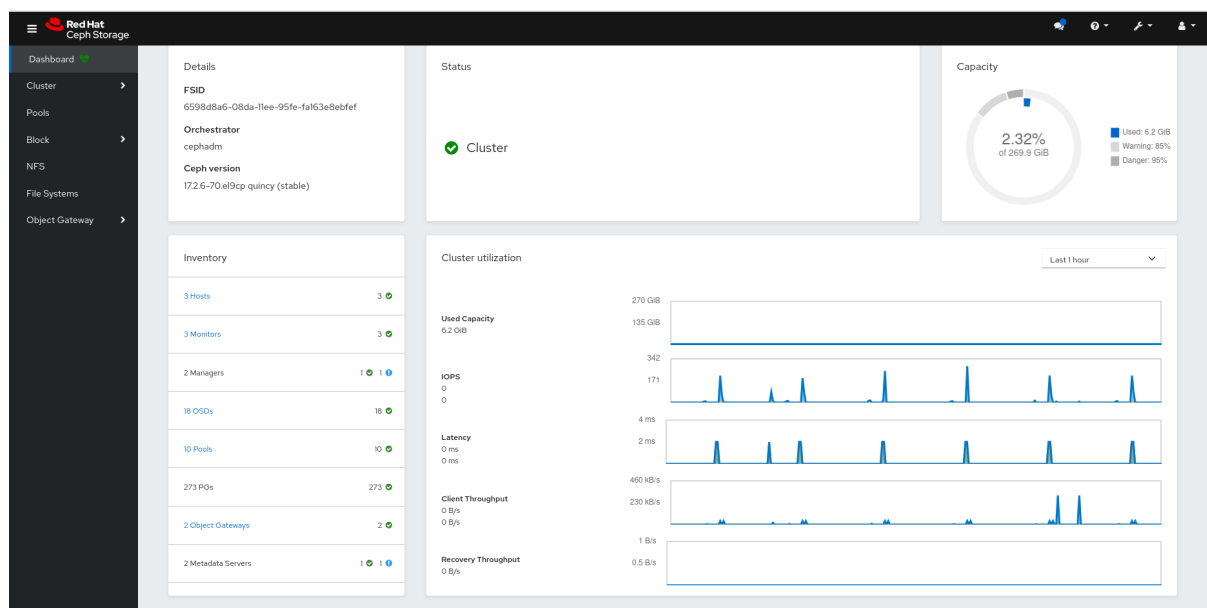 Red Hat
Ceph Storage
Dashboard
Cluster
Pools
Block
NFS
File Systems
Object Gateway
Details
FSID
6598d8a6-08da-11ee-95fe-fa163e8ebfef
Orchestrator
cephadm
Ceph version
17.2.6-70.el9cp quincy (stable)
Status
Cluster
Capacity
2.32%
of 269.9 GiB
Used: 6.2 GiB
Warning: 85%
Danger: 95%
Inventory
3 Hosts 3
3 Monitors 3
2 Managers 1 1
18 OSDs 18
10 Pools 10
273 PGs 273
2 Object Gateways 2
2 Metadata Servers 1 1
Cluster utilization
Last 1 hour
Used Capacity
6.2 GiB
270 GiB
135 GiB
IOPS
0
0
342
171
Latency
0 ms
0 ms
4 ms
2 ms
Client Throughput
0 B/s
0 B/s
460 kB/s
230 kB/s
Recovery Throughput
0 B/s
1 B/s
0.5 B/s